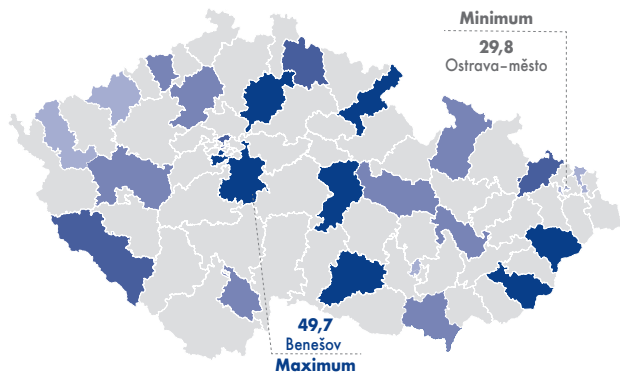 Minimum
29,8
Ostrava–město
49,7
Benešov
Maximum